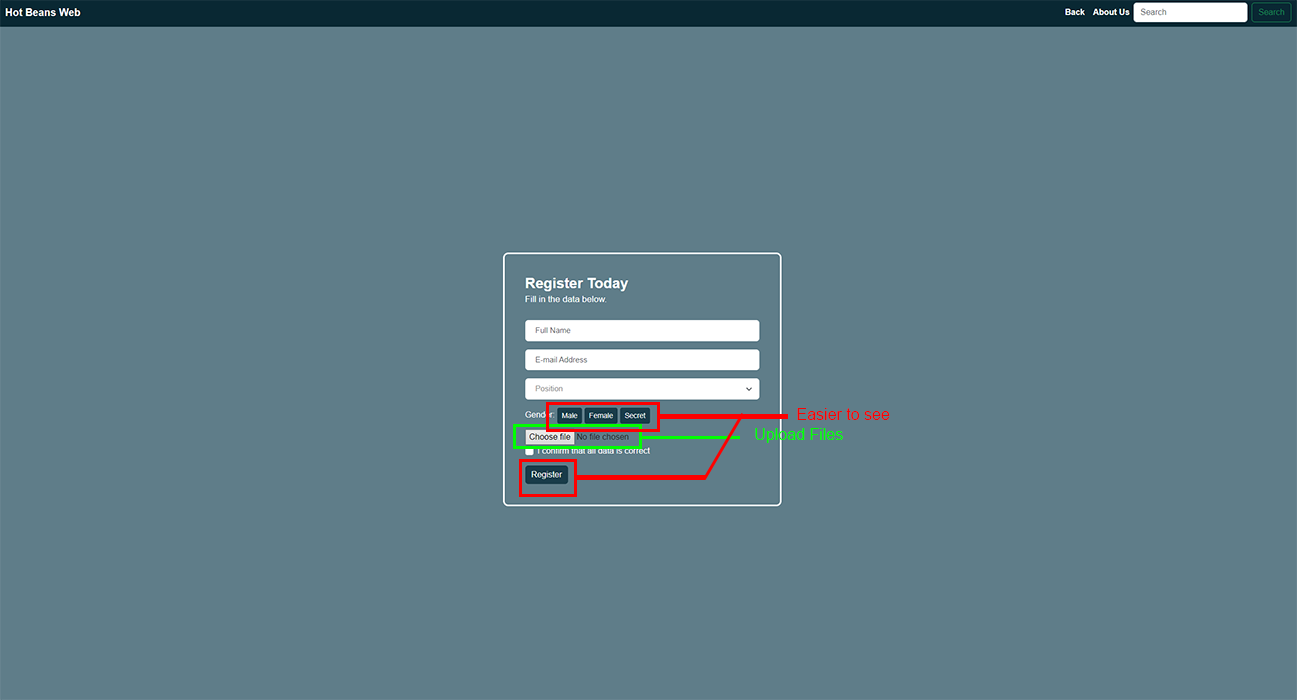 Hot Beans Web
Back About Us Search Search
Register Today
Fill in the data below.
Full Name
E-mail Address
Position
Gender: Male Female Secret
Easier to see
Choose file No file chosen
Upload Files
I confirm that all data is correct
Register